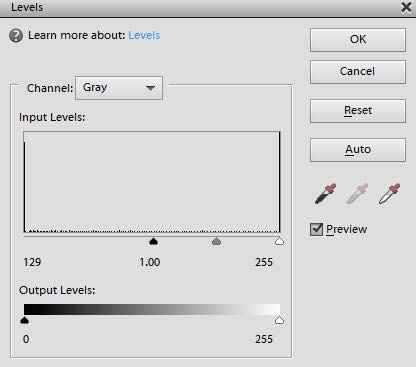 Levels
Learn more about: Levels
OK
Cancel
Reset
Auto
Channel: Gray
Input Levels:
129 1.00 255
Preview
Output Levels:
0 255